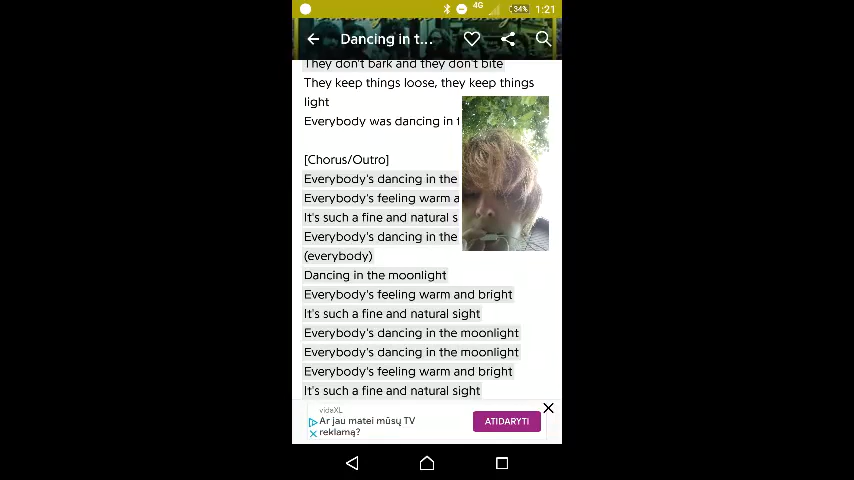 4G
34%
1:21
Dancing in t...
They don't bark and they don't bite
They keep things loose, they keep things
light
Everybody was dancing in
[Chorus/Outro]
Everybody's dancing in the
Everybody's feeling warm a
It's such a fine and natural s
Everybody's dancing in the
(everybody)
Dancing in the moonlight
Everybody's feeling warm and bright
It's such a fine and natural sight
Everybody's dancing in the moonlight
Everybody's dancing in the moonlight
Everybody's feeling warm and bright
It's such a fine and natural sight
vidaXL
Ar jau matei mūsų TV
reklamą?
ATIDARYTI